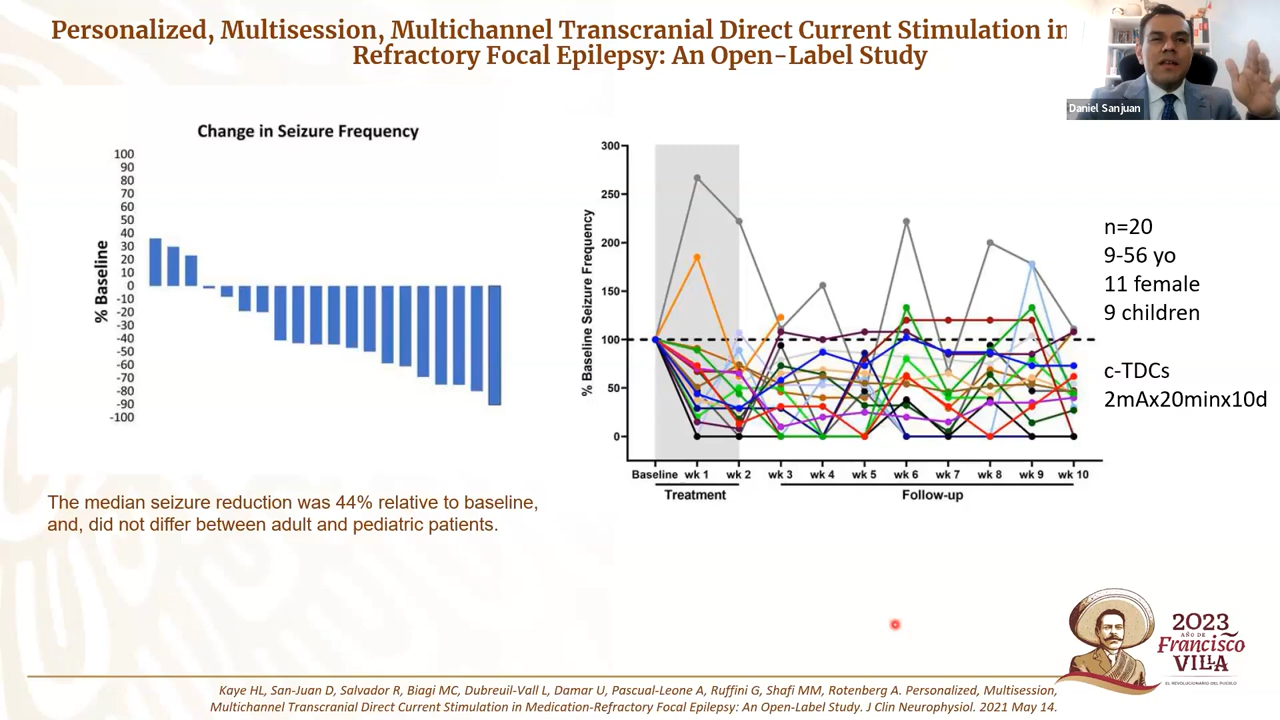 Personalized, Multisession, Multichannel Transcranial Direct Current Stimulation in
Refractory Focal Epilepsy: An Open-Label Study
Daniel Sanjuan
Change in Seizure Frequency
100
90
80
70
60
50
40
30
20
10
0
-10
-20
-30
-40
-50
-60
-70
-80
-90
-100
% Baseline
300
250
200
150
100
50
0
% Baseline Seizure Frequency
Baseline wk 1 wk 2 wk 3 wk 4 wk 5 wk 6 wk 7 wk 8 wk 9 wk 10
Treatment Follow-up
n=20
9-56 yo
11 female
9 children
c-TDCs
2mAx20minx10d
The median seizure reduction was 44% relative to baseline,
and, did not differ between adult and pediatric patients.
2023
AÑO DE
Francisco
VILLA
EL REVOLUCIONARIO DEL PUEBLO
Kaye HL, San-Juan D, Salvador R, Biagi MC, Dubreuil-Vall L, Damar U, Pascual-Leone A, Ruffini G, Shafi MM, Rotenberg A. Personalized, Multisession,
Multichannel Transcranial Direct Current Stimulation in Medication-Refractory Focal Epilepsy: An Open-Label Study. J Clin Neurophysiol. 2021 May 14.